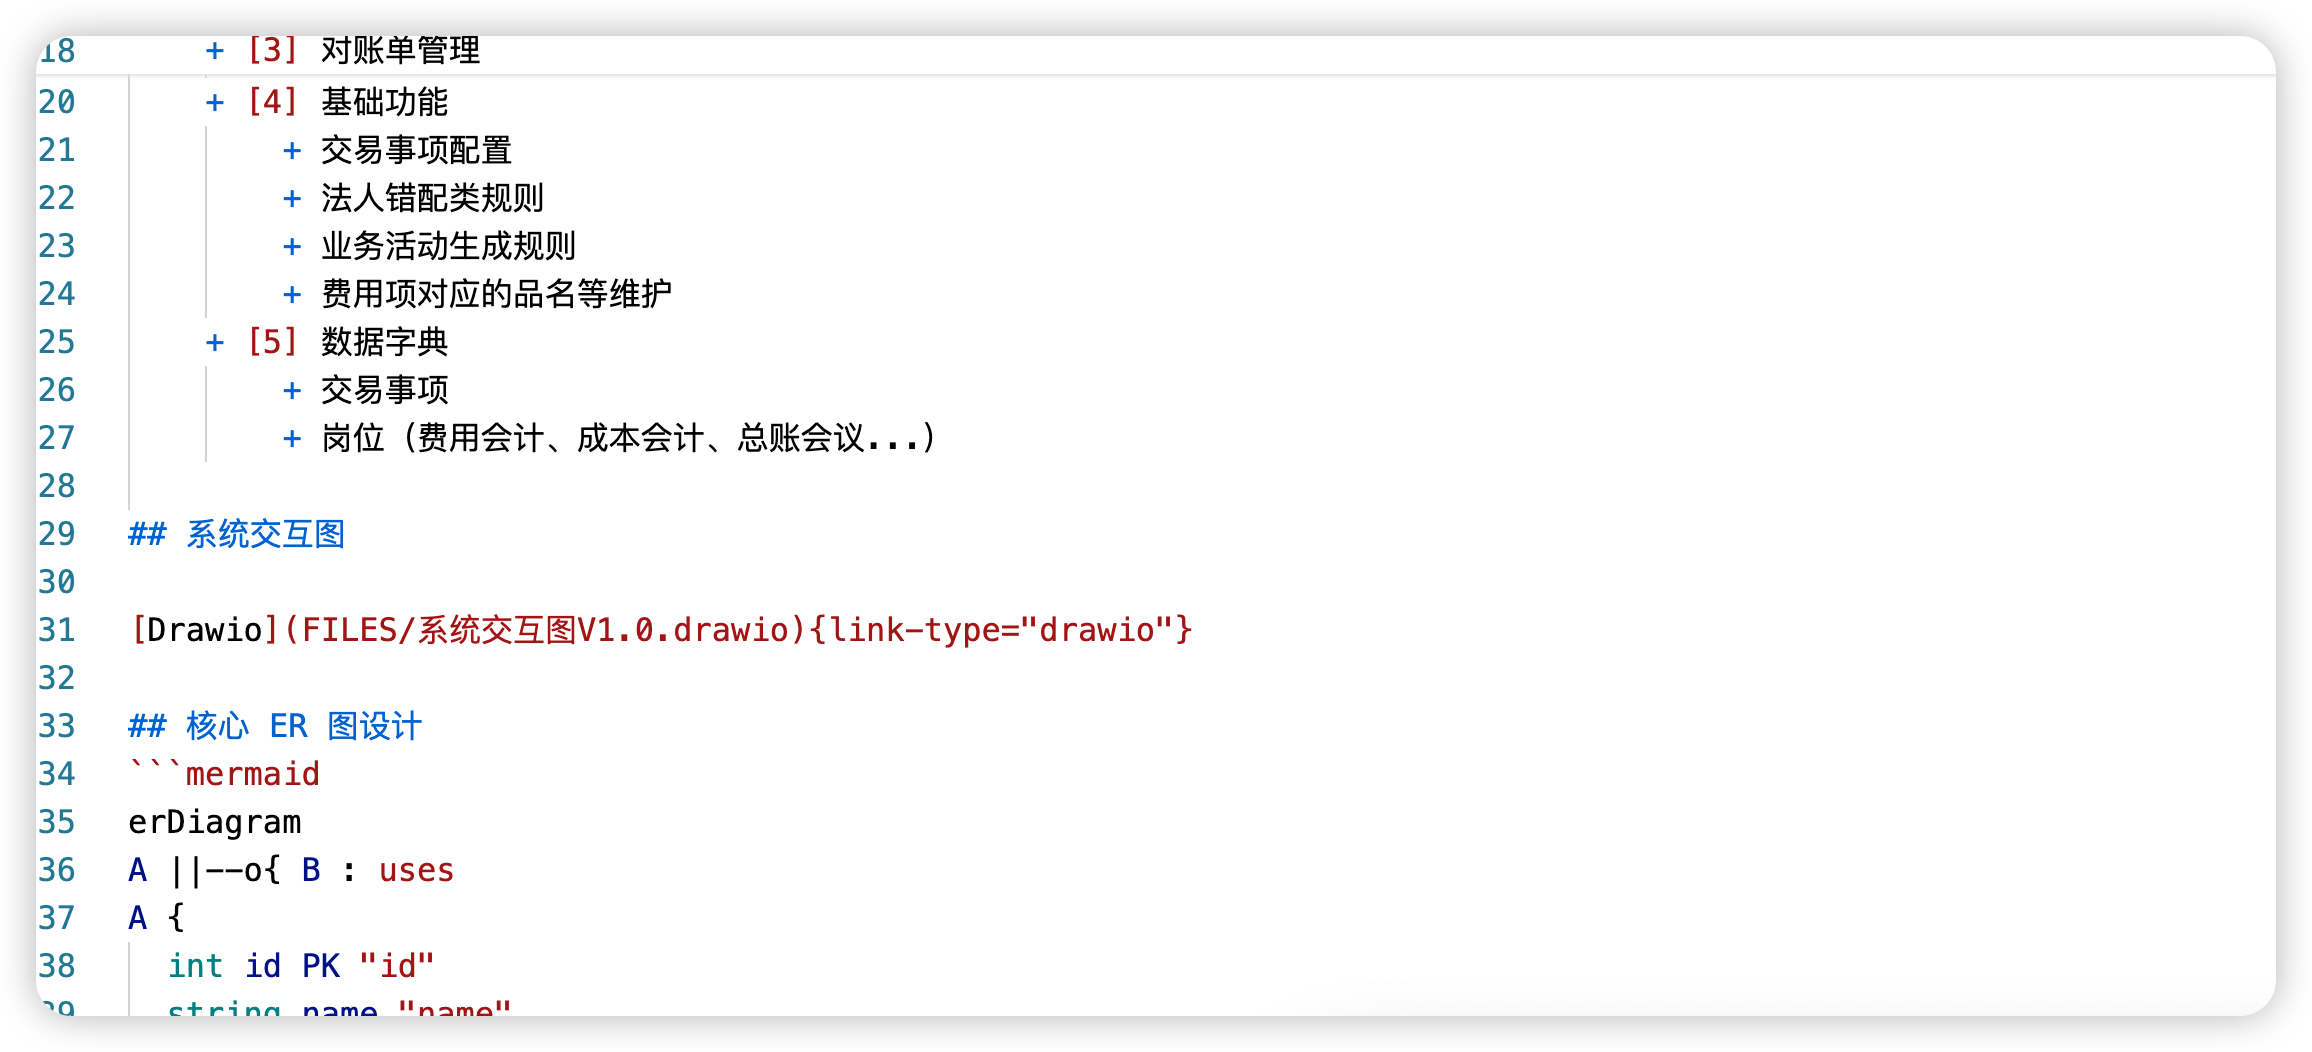 18 + [3] 对账单管理
20 + [4] 基础功能
21 + 交易事项配置
22 + 法人错配类规则
23 + 业务活动生成规则
24 + 费用项对应的品名等维护
25 + [5] 数据字典
26 + 交易事项
27 + 岗位（费用会计、成本会计、总账会议...）
28
29 ## 系统交互图
30
31 [Drawio](FILES/系统交互图V1.0.drawio){link-type="drawio"}
32
33 ## 核心 ER 图设计
34 ```mermaid
35 erDiagram
36 A ||--o{ B : uses
37 A {
38 int id PK "id"
39 string name "name"